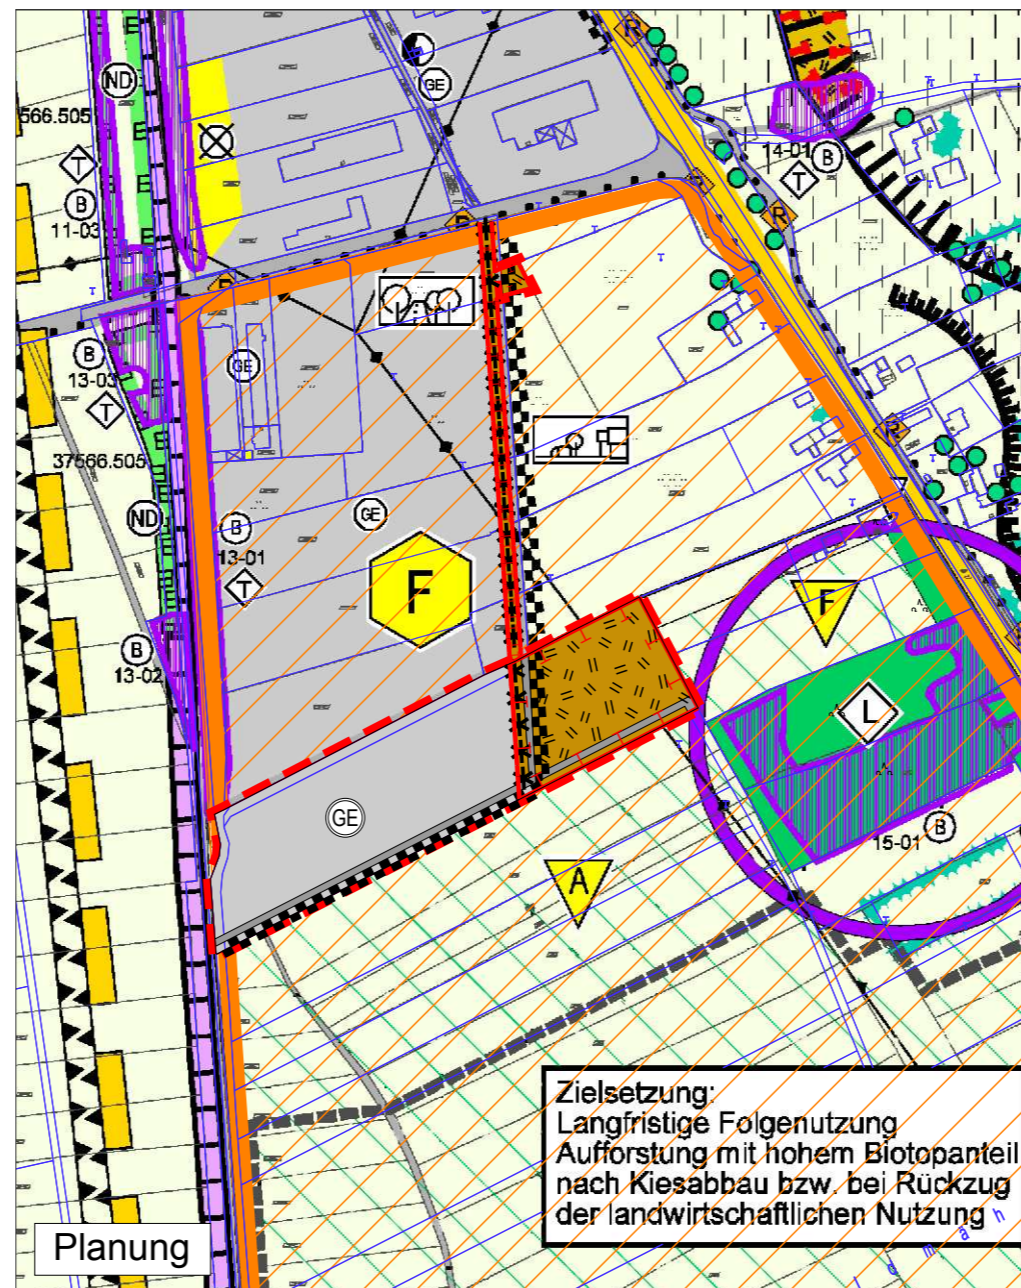 ND
GE
566.505
T
B
11-03
14-01
B
T
R
R
R
B
13-03
T
GE
37566.505
ND
B
13-01
T
GE
F
F
B
13-02
L
GE
15-01
B
A
Zielsetzung:
Langfristige Folgenutzung
Aufforstung mit hohem Biotopanteil
nach Kiesabbau bzw. bei Rückzug
der landwirtschaftlichen Nutzung
Planung